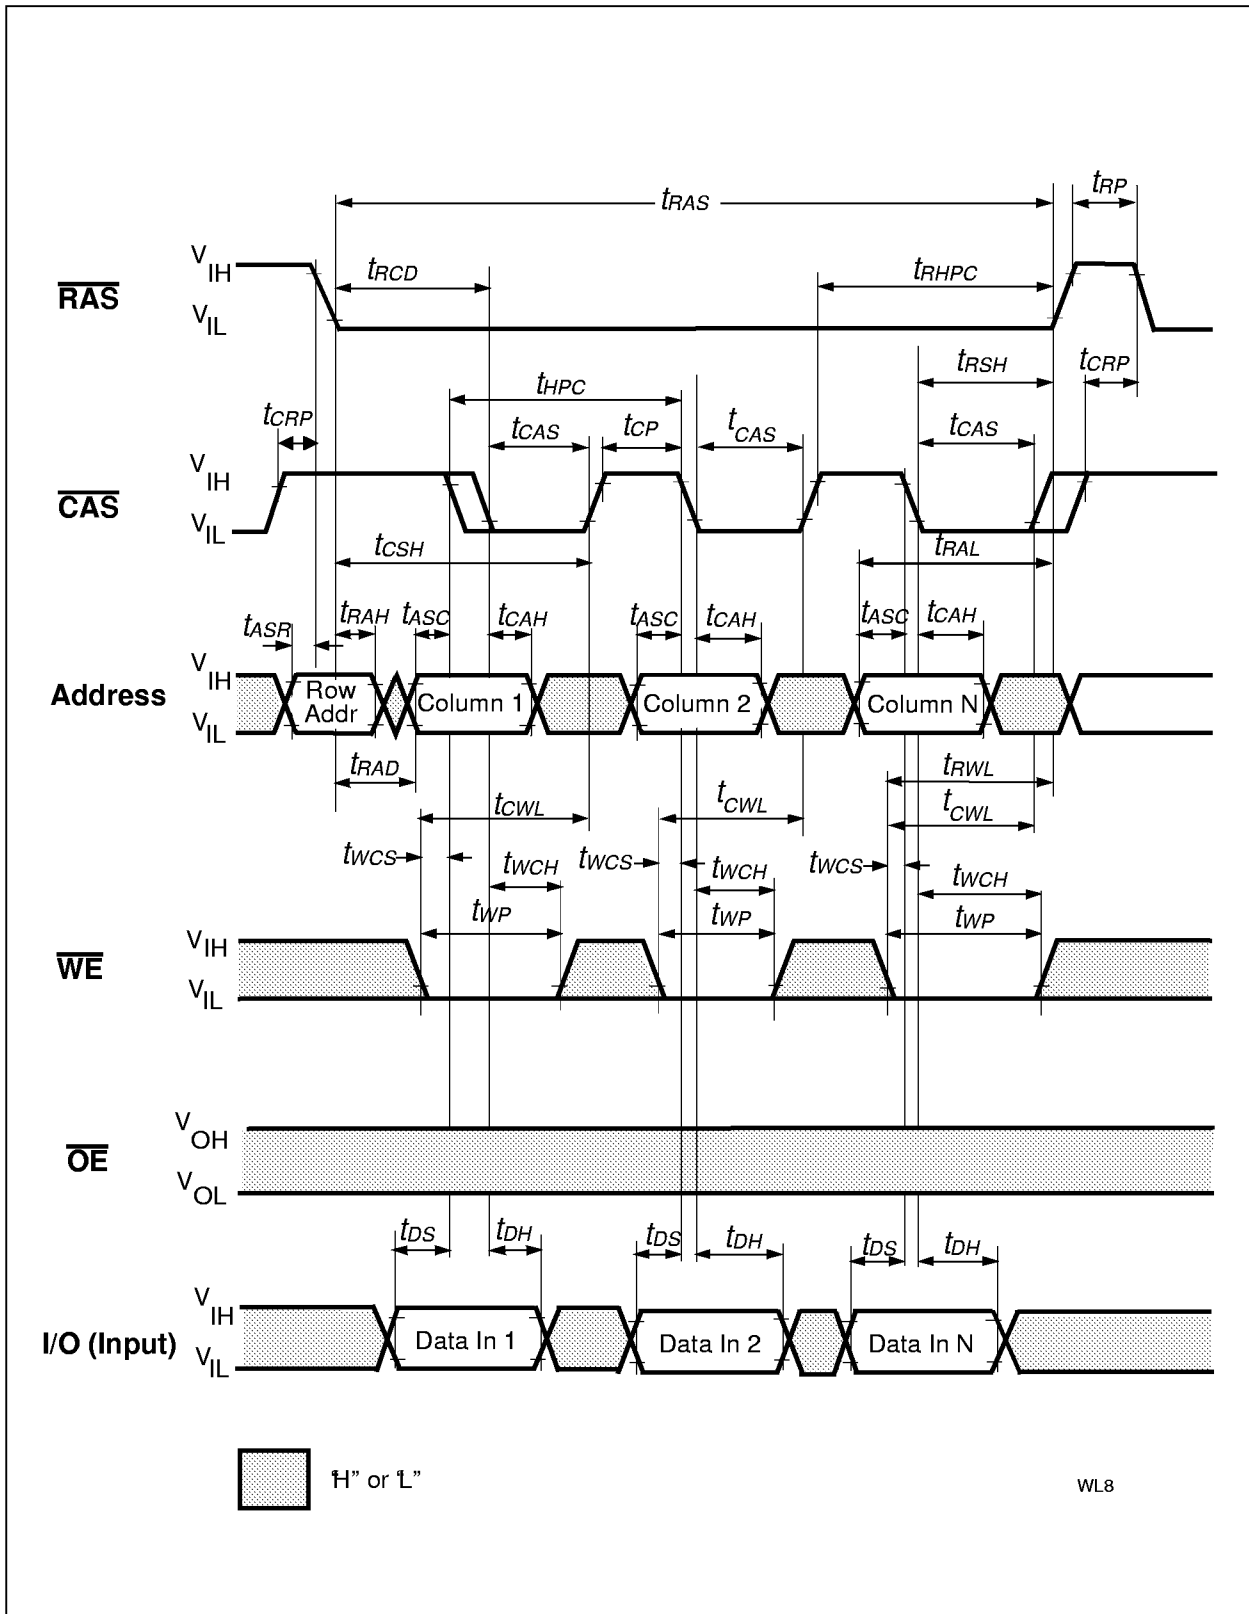 tRAS
tRP
VIH
RAS
VIL
tRCD
tRHPC
tRSH
tCRP
tHPC
tCRP
tCAS
tCP
tCAS
tCAS
VIH
CAS
VIL
tCSH
tRAL
tASR
tRAH
tASC
tCAH
tASC
tCAH
tASC
tCAH
VIH
Address
VIL
Row Addr
Column 1
Column 2
Column N
tRAD
tRWL
tCWL
tCWL
tCWL
tWCS
tWCH
tWCS
tWCH
tWCS
tWCH
tWP
tWP
tWP
VIH
WE
VIL
VOH
OE
VOL
tDS
tDH
tDS
tDH
tDS
tDH
VIH
I/O (Input)
VIL
Data In 1
Data In 2
Data In N
“H” or “L”
WL8